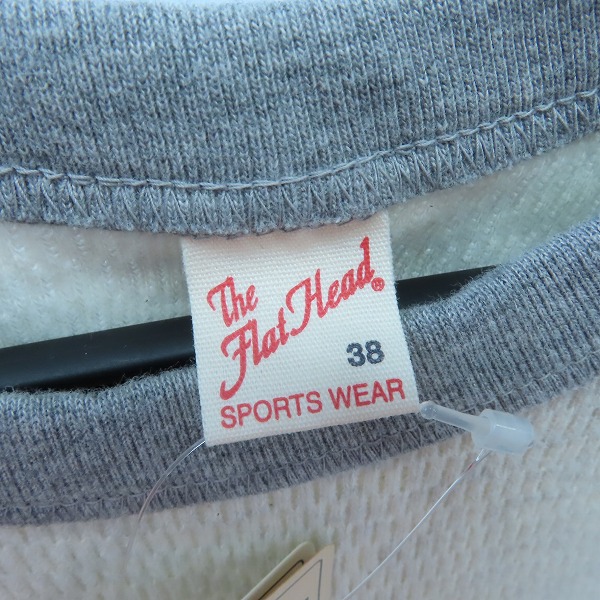 The
Flat Head®
38
SPORTS WEAR